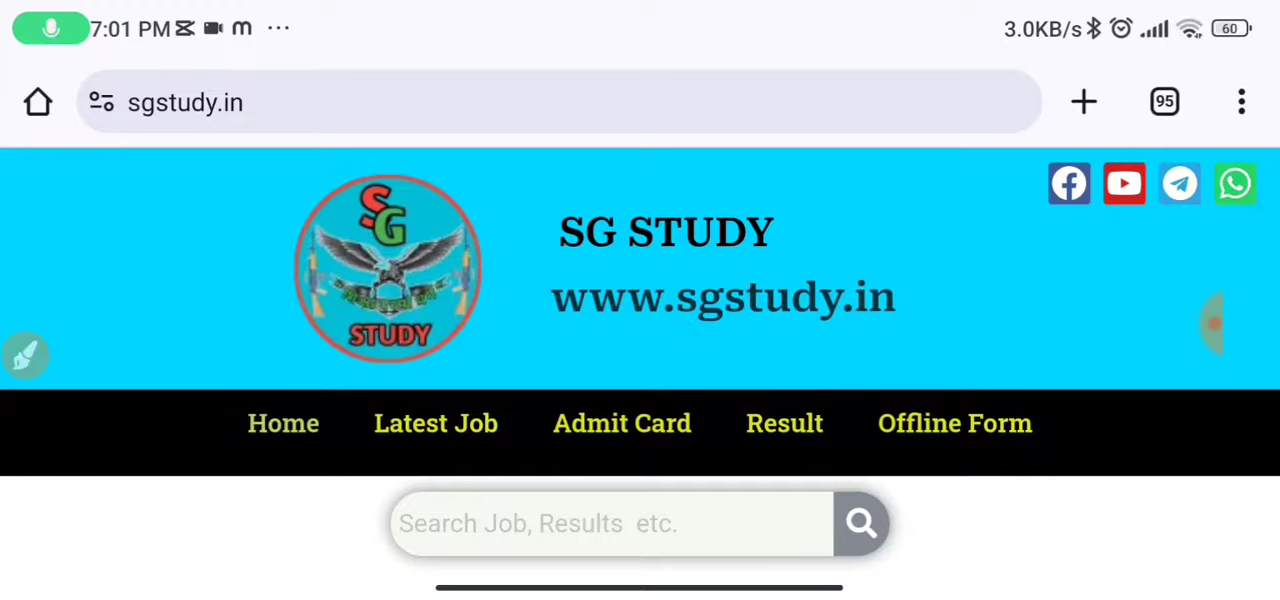 7:01 PM
3.0KB/s
60
sgstudy.in
95
SG
STUDY
SG STUDY
www.sgstudy.in
Home Latest Job Admit Card Result Offline Form
Search Job, Results etc.